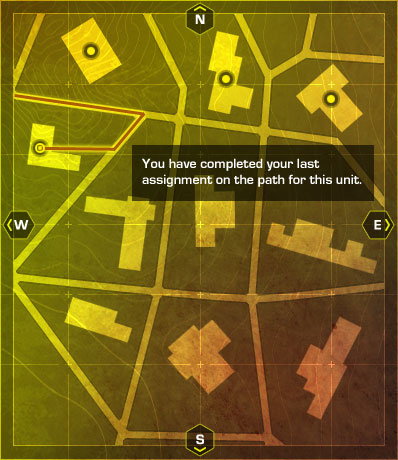 N
You have completed your last
assignment on the path for this unit.
W
E
S